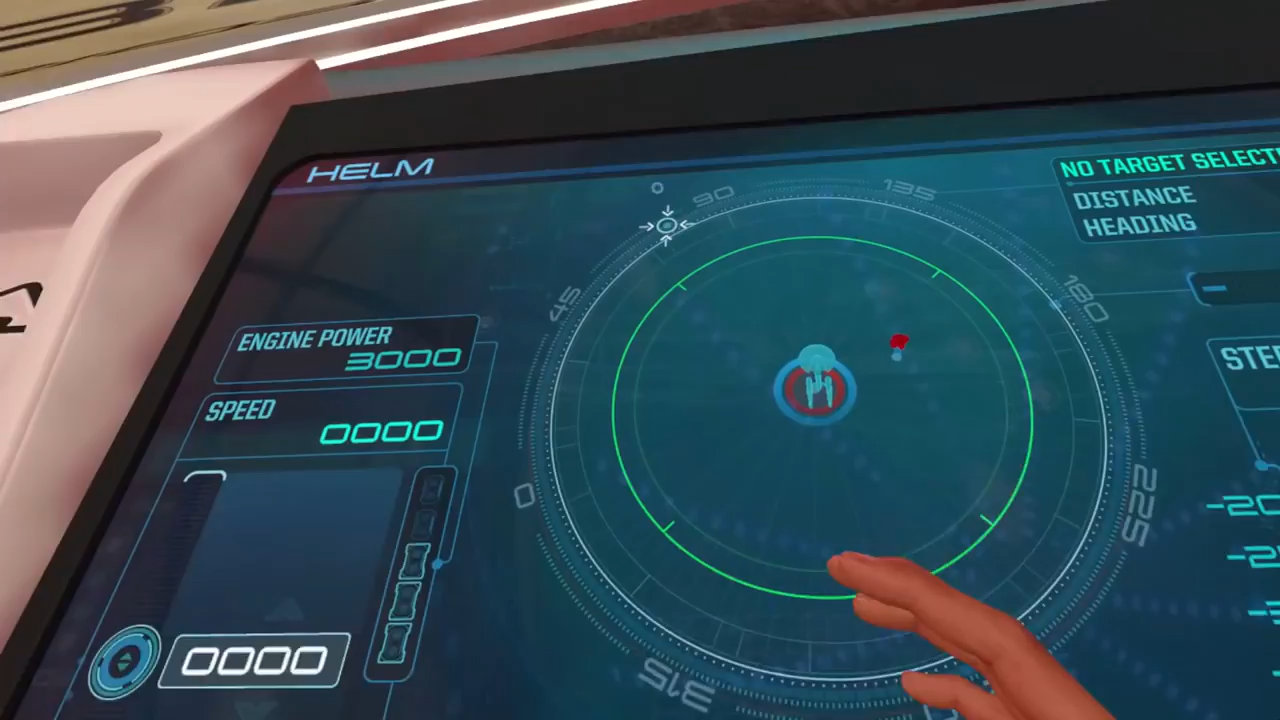 HELM
90
135
NO TARGET SELECT
DISTANCE
HEADING
45
180
ENGINE POWER
3000
SPEED
0000
0
225
0000
315